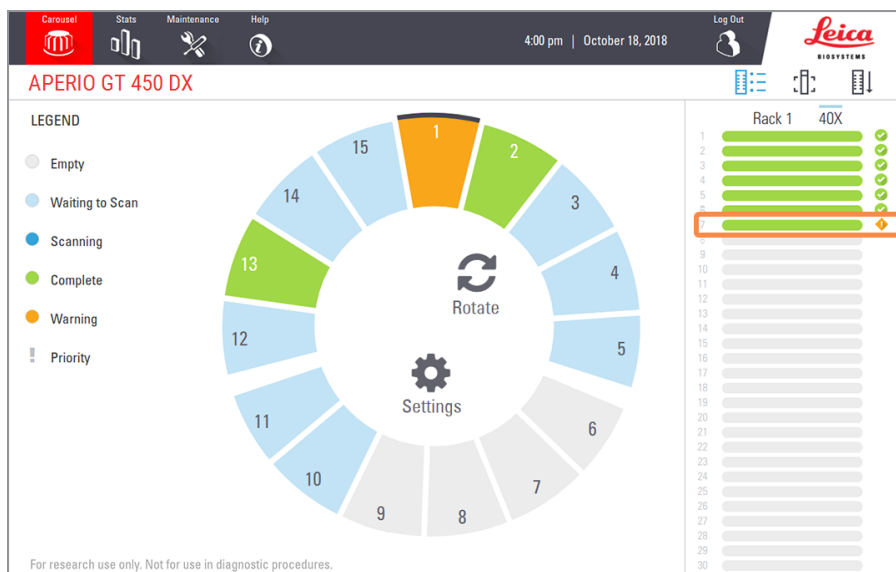 Carousel
Stats
Maintenance
Help
4:00 pm | October 18, 2018
Log Out
Leica
BIOSYSTEMS
APERIO GT 450 DX
LEGEND
Empty
Waiting to Scan
Scanning
Complete
Warning
! Priority
1
2
3
4
5
6
7
8
9
10
11
12
13
14
15
Rotate
Settings
Rack 1 40X
1
2
3
4
5
6
7
8
9
10
11
12
13
14
15
16
17
18
19
20
21
22
23
24
25
26
27
28
29
30
For research use only. Not for use in diagnostic procedures.